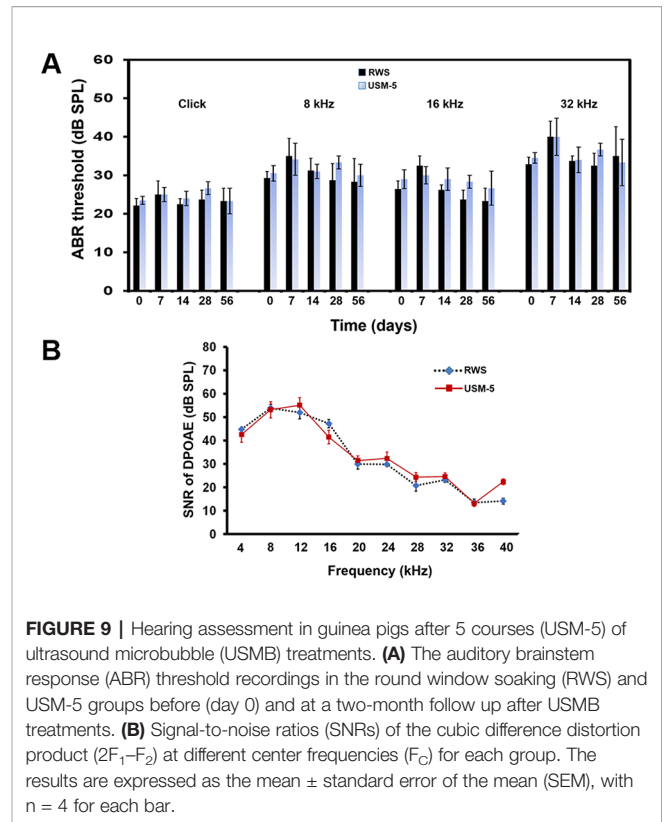 A
ABR threshold (dB SPL)
60
50
40
30
20
10
0
RWS
USM-5
Click 8 kHz 16 kHz 32 kHz
0 7 14 28 56 0 7 14 28 56 0 7 14 28 56 0 7 14 28 56
Time (days)
B
SNR of DPOAE (dB SPL)
80
70
60
50
40
30
20
10
0
RWS
USM-5
4 8 12 16 20 24 28 32 36 40
Frequency (kHz)
FIGURE 9 | Hearing assessment in guinea pigs after 5 courses (USM-5) of
ultrasound microbubble (USMB) treatments. (A) The auditory brainstem
response (ABR) threshold recordings in the round window soaking (RWS) and
USM-5 groups before (day 0) and at a two-month follow up after USMB
treatments. (B) Signal-to-noise ratios (SNRs) of the cubic difference distortion
product (2F₁–F₂) at different center frequencies (F_C) for each group. The
results are expressed as the mean ± standard error of the mean (SEM), with
n = 4 for each bar.